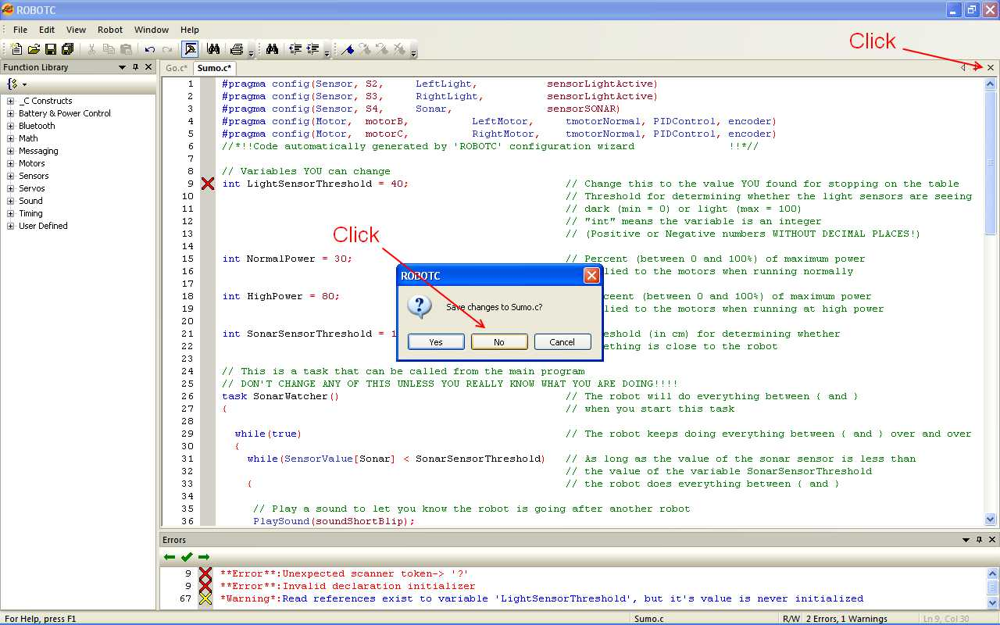 ROBOTC
File Edit View Robot Window Help
Click
Function Library
Go.c* Sumo.c*
_C Constructs
Battery & Power Control
Bluetooth
Math
Messaging
Motors
Sensors
Servos
Sound
Timing
User Defined
1 #pragma config(Sensor, S2, LeftLight, sensorLightActive)
2 #pragma config(Sensor, S3, RightLight, sensorLightActive)
3 #pragma config(Sensor, S4, Sonar, sensorSONAR)
4 #pragma config(Motor, motorB, LeftMotor, tmotorNormal, PIDControl, encoder)
5 #pragma config(Motor, motorC, RightMotor, tmotorNormal, PIDControl, encoder)
6 //*!!Code automatically generated by 'ROBOTC' configuration wizard !!*//
7
8 // Variables YOU can change
9 int LightSensorThreshold = 40; // Change this to the value YOU found for stopping on the table
10 // Threshold for determining whether the light sensors are seeing
11 // dark (min = 0) or light (max = 100)
12 // "int" means the variable is an integer
13 // (Positive or Negative numbers WITHOUT DECIMAL PLACES!)
Click
14
15 int NormalPower = 30; // Percent (between 0 and 100%) of maximum power
16 lied to the motors when running normally
17
18 int HighPower = 80; ceent (between 0 and 100%) of maximum power
19 lied to the motors when running at high power
20
21 int SonarSensorThreshold = 1 eshold (in cm) for determining whether
22 ething is close to the robot
23
ROBOTC
Save changes to Sumo.c?
Yes No Cancel
24 // This is a task that can be called from the main program
25 // DON'T CHANGE ANY OF THIS UNLESS YOU REALLY KNOW WHAT YOU ARE DOING!!!!
26 task SonarWatcher() // The robot will do everything between { and }
27 { // when you start this task
28
29 while(true) // The robot keeps doing everything between { and } over and over
30 {
31 while(SensorValue[Sonar] < SonarSensorThreshold) // As long as the value of the sonar sensor is less than
32 // the value of the variable SonarSensorThreshold
33 { // the robot does everything between { and }
34
35 // Play a sound to let you know the robot is going after another robot
36 PlaySound(soundShortBlip);
Errors
9 **Error**:Unexpected scanner token-> '?'
9 **Error**:Invalid declaration initializer
67 *Warning*:Read references exist to variable 'LightSensorThreshold', but it's value is never initialized
For Help, press F1 Sumo.c R/W 2 Errors, 1 Warnings Ln 9, Col 30